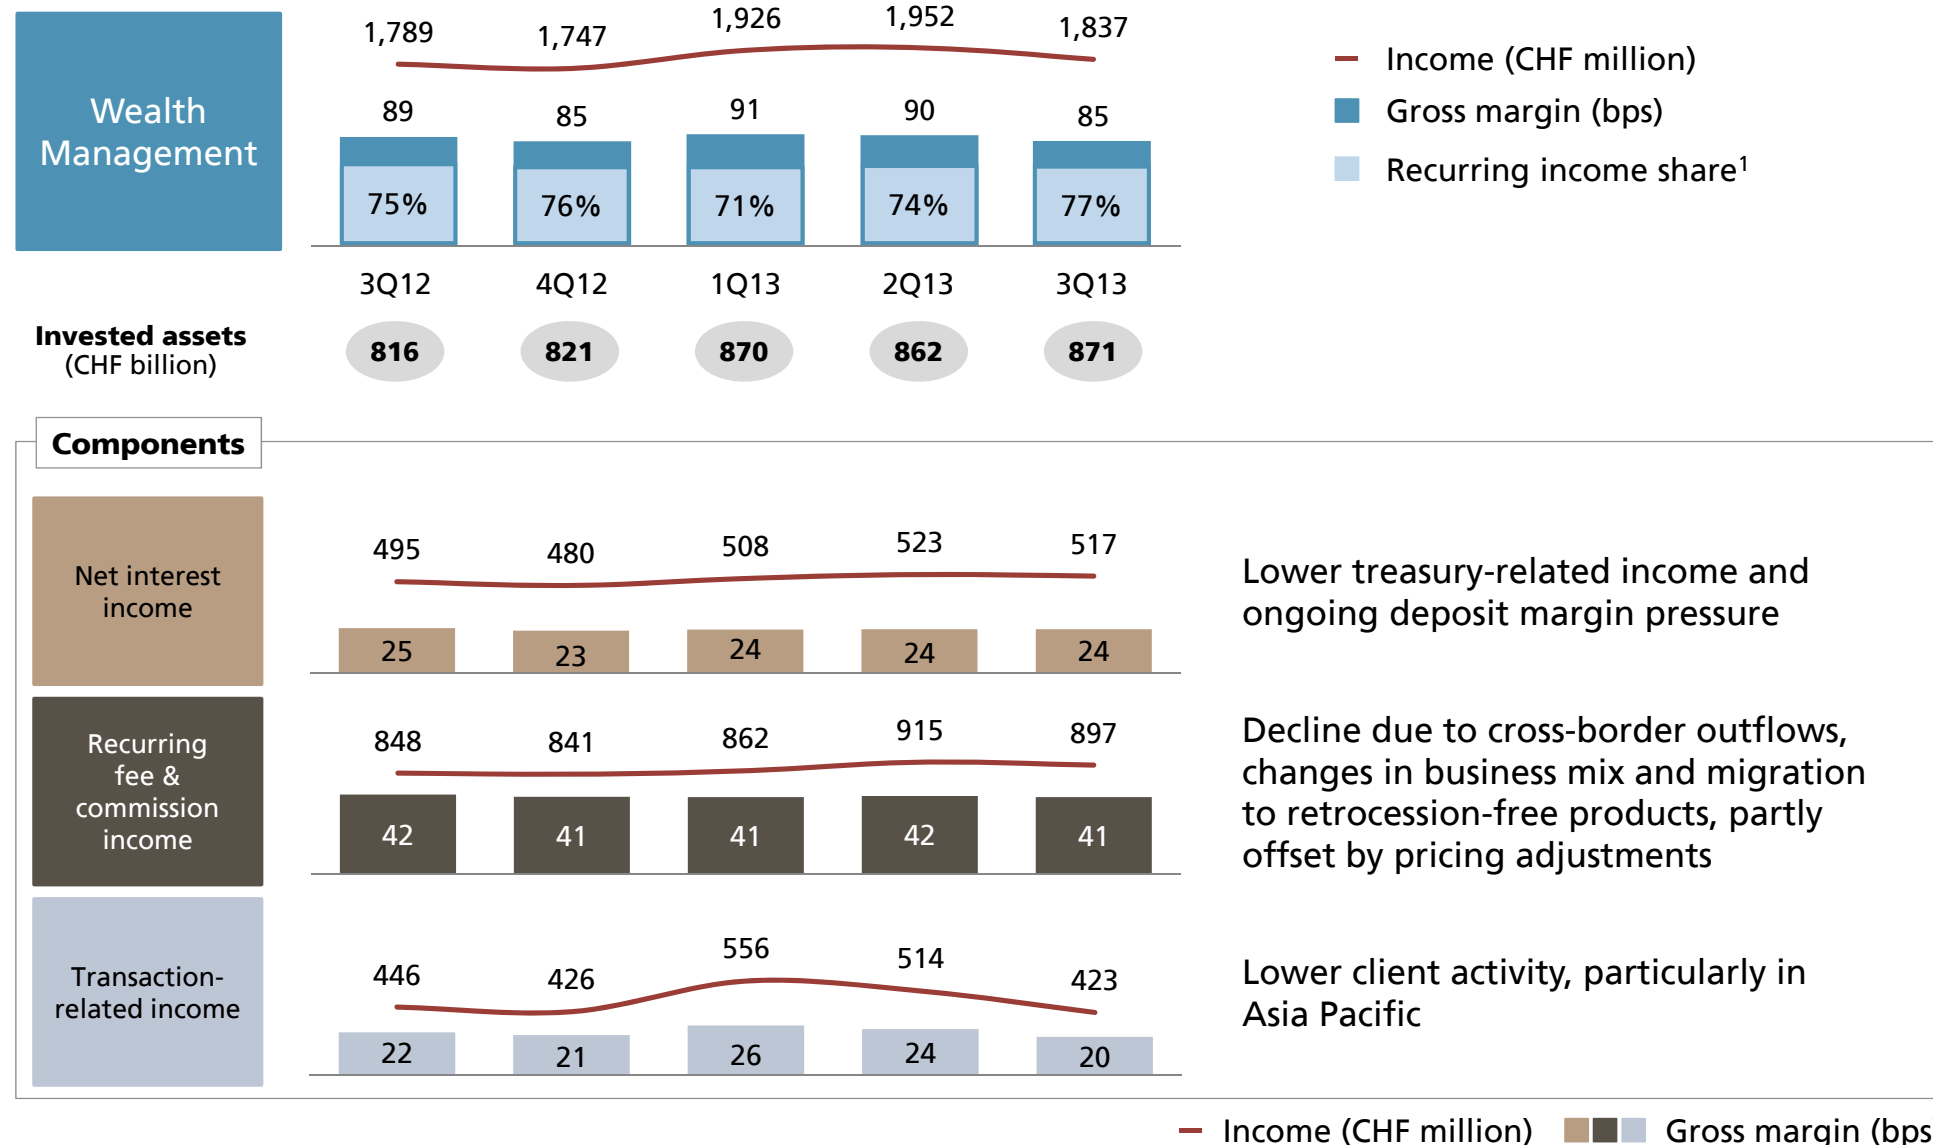 Wealth
Management
1,789 1,747 1,926 1,952 1,837
89 85 91 90 85
75% 76% 71% 74% 77%
3Q12 4Q12 1Q13 2Q13 3Q13
Income (CHF million)
Gross margin (bps)
Recurring income share¹
Invested assets
(CHF billion)
816 821 870 862 871
Components
Net interest
income
495 480 508 523 517
25 23 24 24 24
Lower treasury-related income and
ongoing deposit margin pressure
Recurring
fee &
commission
income
848 841 862 915 897
42 41 41 42 41
Decline due to cross-border outflows,
changes in business mix and migration
to retrocession-free products, partly
offset by pricing adjustments
Transaction-
related income
446 426 556 514 423
22 21 26 24 20
Lower client activity, particularly in
Asia Pacific
Income (CHF million) Gross margin (bps